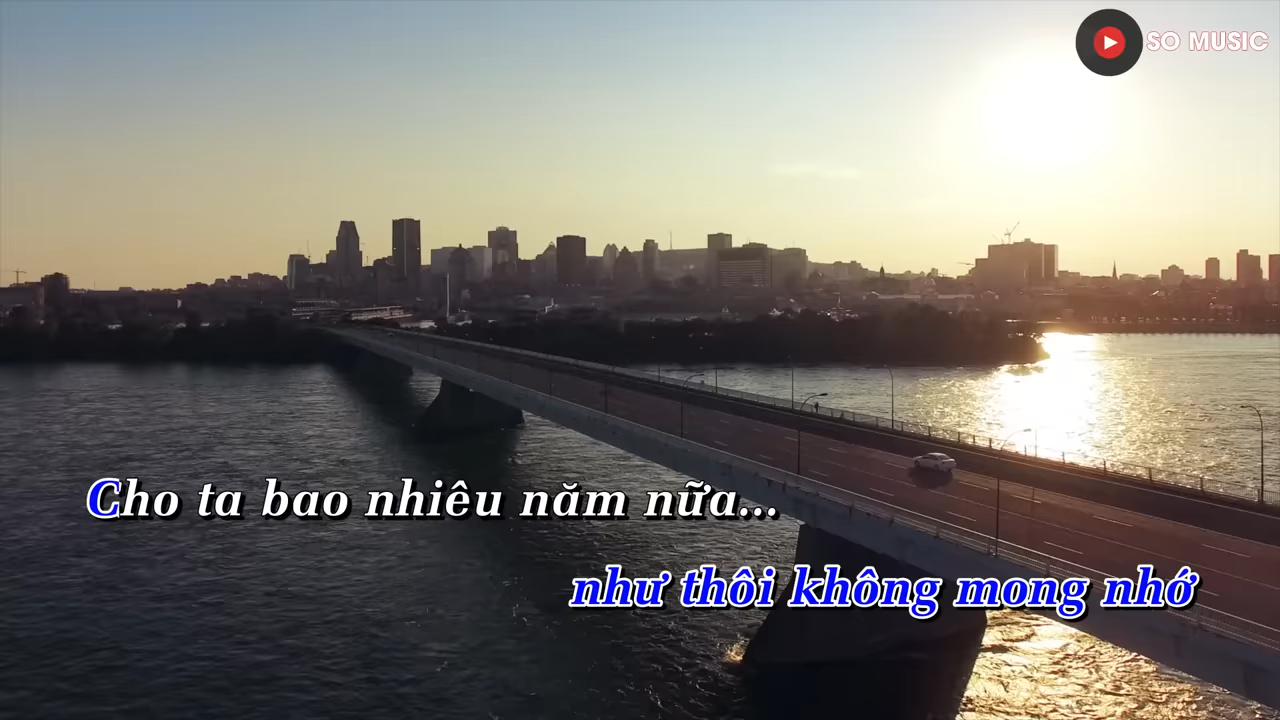 SO MUSIC
Cho ta bao nhiêu năm nữa...
như thôi không mong nhớ